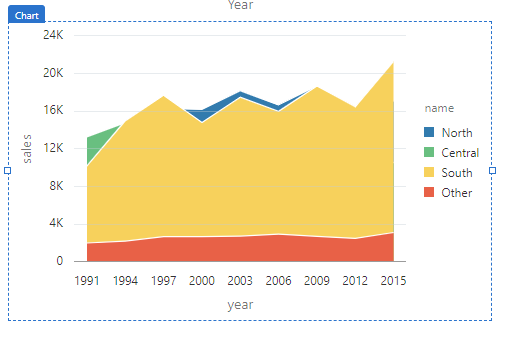 Year
Chart
24K
20K
16K
12K
8K
4K
0
sales
1991 1994 1997 2000 2003 2006 2009 2012 2015
year
name
North
Central
South
Other